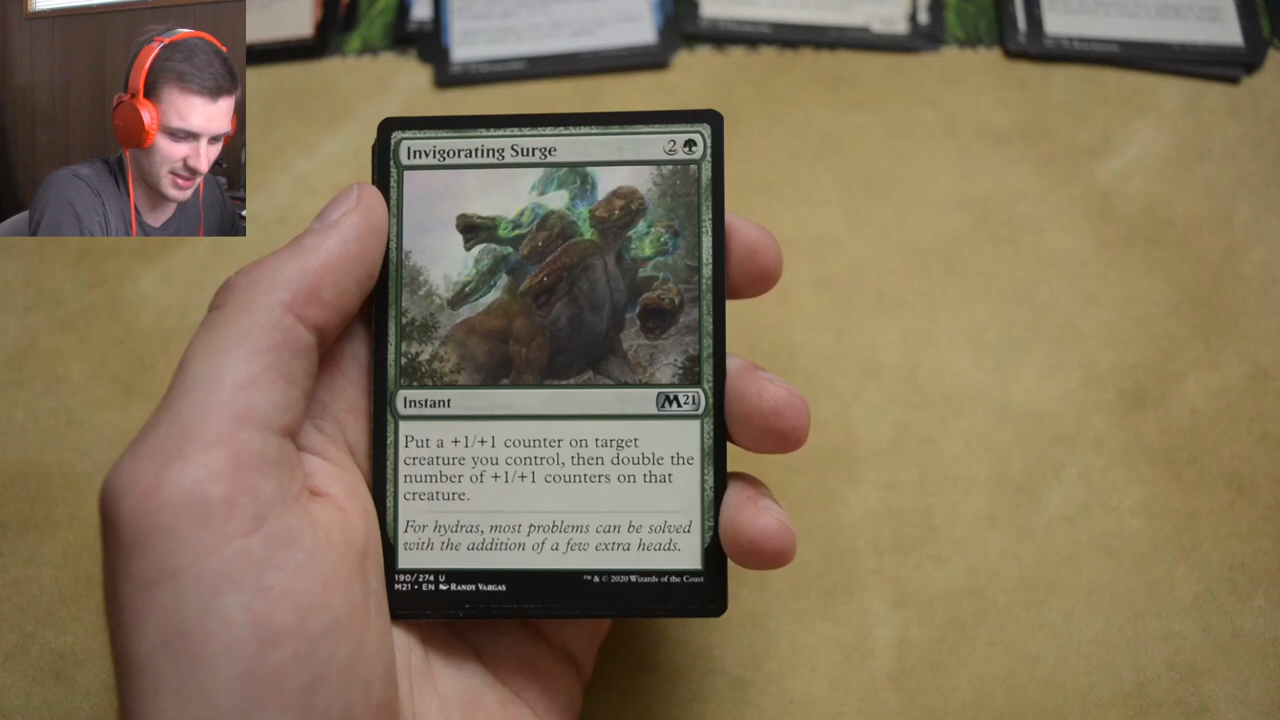 Invigorating Surge 2
Instant M21
Put a +1/+1 counter on target
creature you control, then double the
number of +1/+1 counters on that
creature.
For hydras, most problems can be solved
with the addition of a few extra heads.
190/274 U
M21 • EN RANDY VARGAS
™ & © 2020 Wizards of the Coast